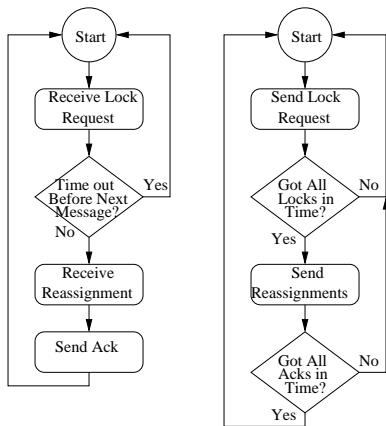 Start
Receive Lock
Request
Time out
Before Next
Message?
Yes
No
Receive
Reassignment
Send Ack
Start
Send Lock
Request
Got All
Locks in
Time?
No
Yes
Send
Reassignments
Got All
Acks in
Time?
No
Yes